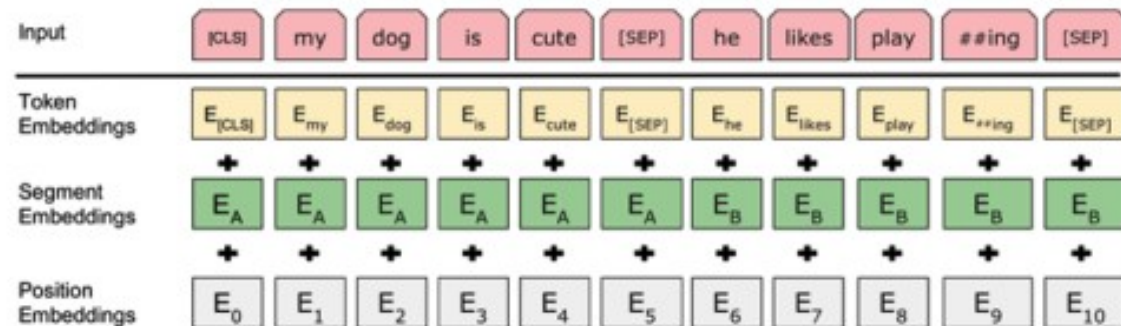 Input [CLS] my dog is cute [SEP] he likes play ##ing [SEP]
Token Embeddings E[CLS] Emy Edog Eis Ecute E[SEP] Ehe Elikes Eplay E##ing E[SEP]
+ + + + + + + + + + +
Segment Embeddings EA EA EA EA EA EA EB EB EB EB EB
+ + + + + + + + + + +
Position Embeddings E0 E1 E2 E3 E4 E5 E6 E7 E8 E9 E10